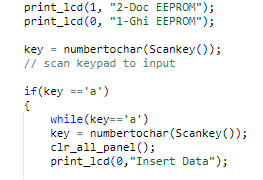 print_lcd(1, "2-Doc EEPROM");
print_lcd(0, "1-Ghi EEPROM");
key = numbertochar(Scankey());
// scan keypad to input
if(key =='a')
{
while(key=='a')
key = numbertochar(Scankey());
clr_all_panel();
print_lcd(0,"Insert Data");